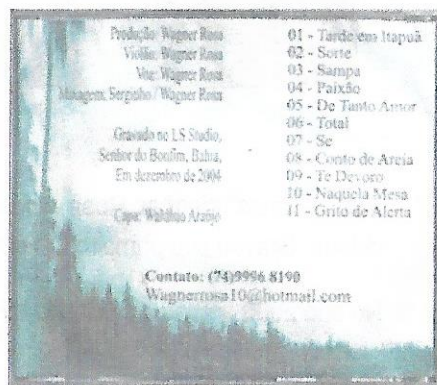 Produção: Wagner Rosa
Violão: Wagner Rosa
Voz: Wagner Rosa
Mixagem: Serginho / Wagner Rosa
Gravado no LS Studio,
Senhor do Bonfim, Bahia,
Em dezembro de 2004
Capa: Araújo
01 - Tarde em Itapuã
02 - Sorte
03 - Sampa
04 - Paixão
05 - De Tanto Amor
06 - Total
07 - Se
08 - Conto de Areia
09 - Te Devoro
10 - Naquela Mesa
11 - Grito de Alerta
Contato: (74)9996 8190
Wagnerrosa10@hotmail.com